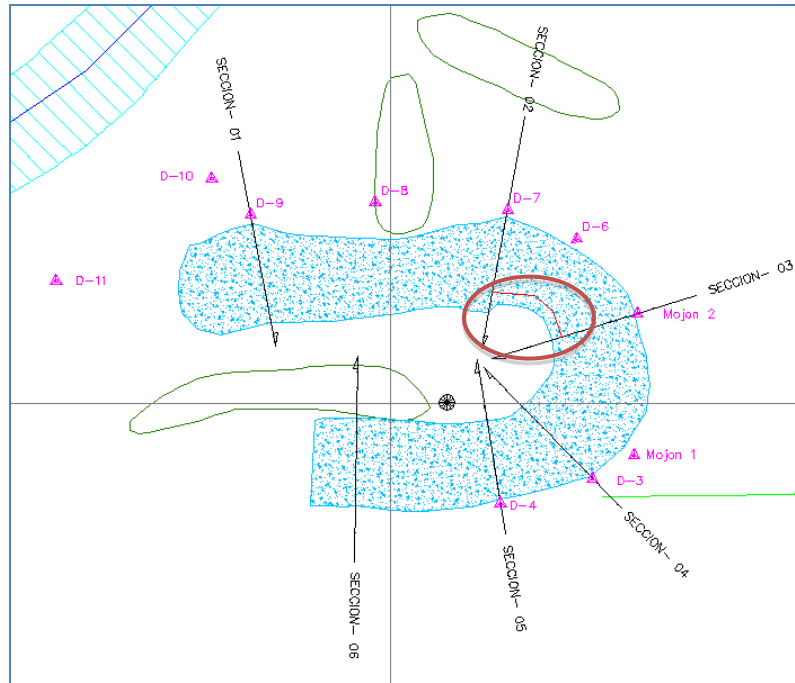 SECCION- 01
SECCION- 02
D-10
D-9
D-8
D-7
D-6
D-11
SECCION- 03
Mojon 2
Mojon 1
D-3
D-4
SECCION- 04
SECCION- 05
SECCION- 06